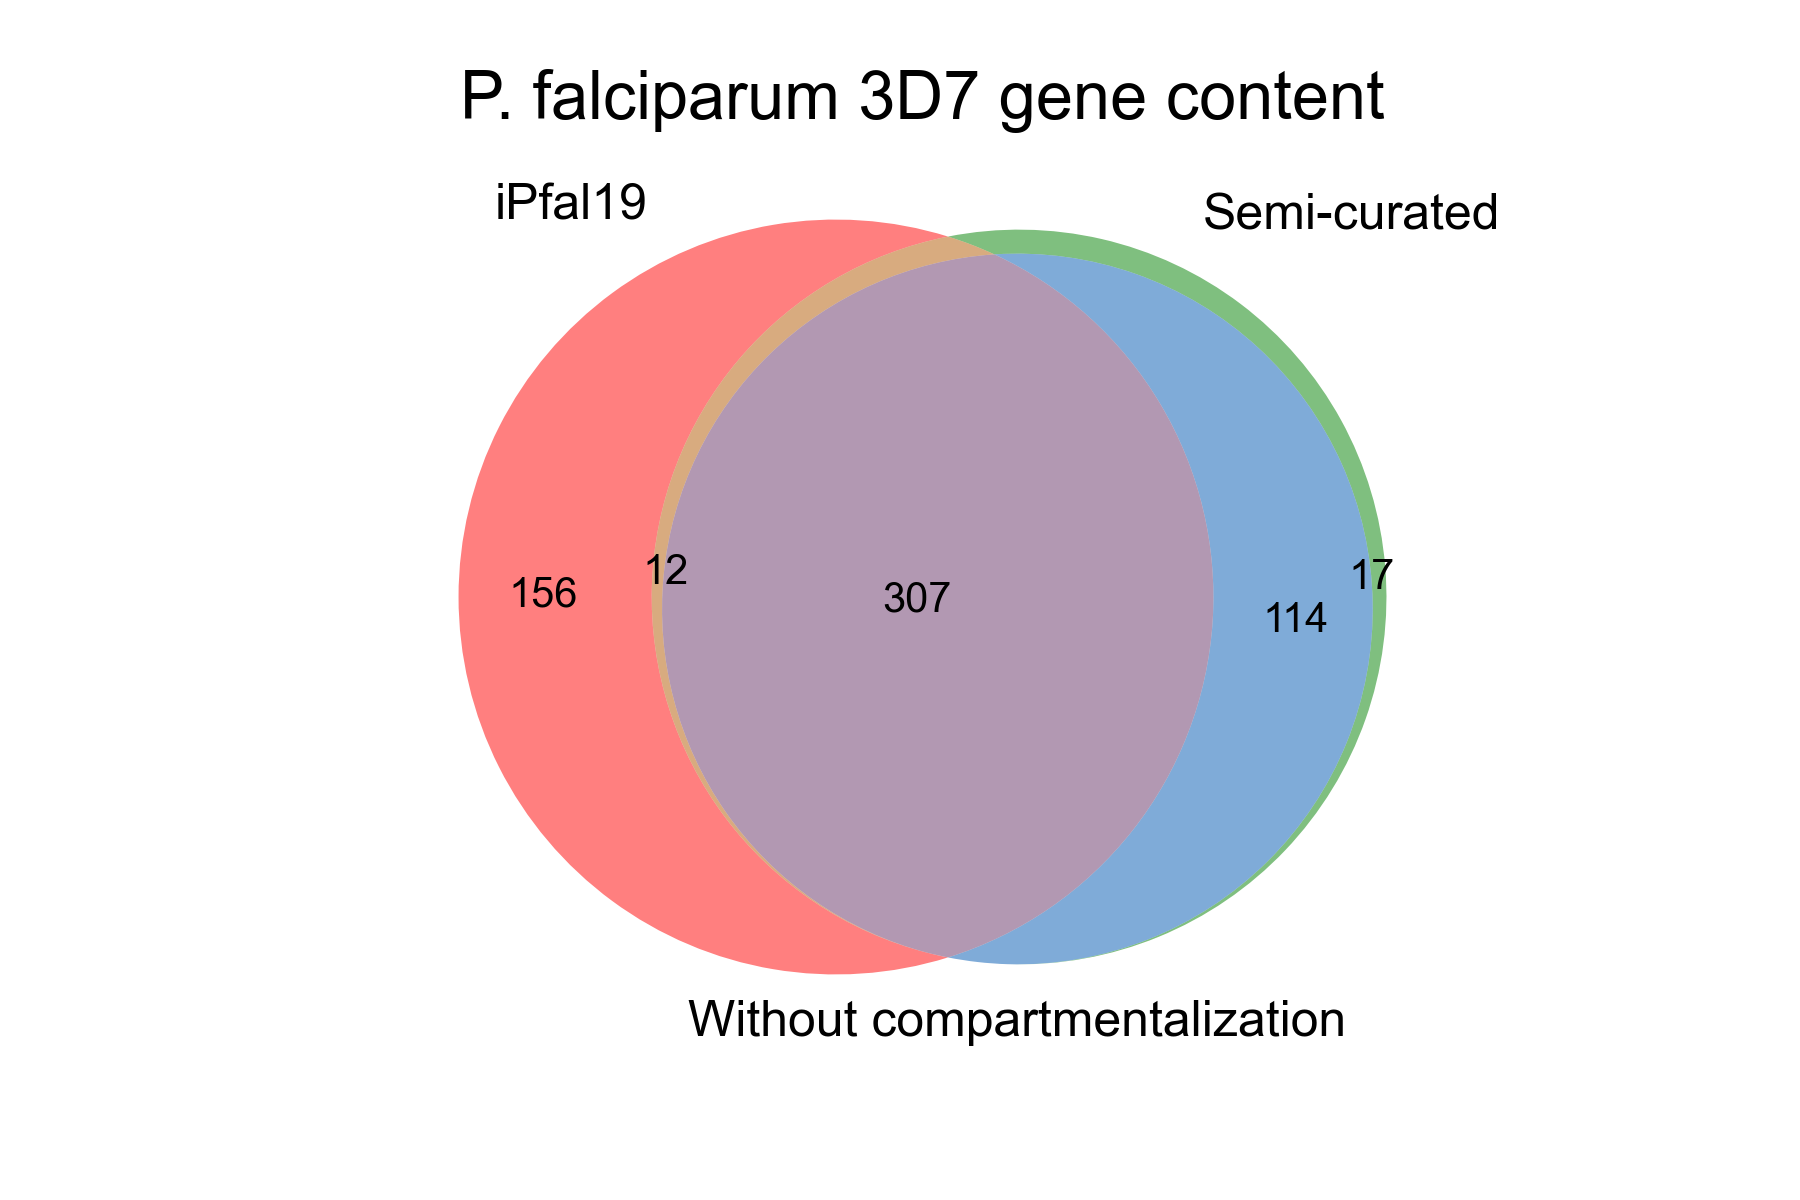 P. falciparum 3D7 gene content
iPfal19
Semi-curated
156
12
307
114
17
Without compartmentalization